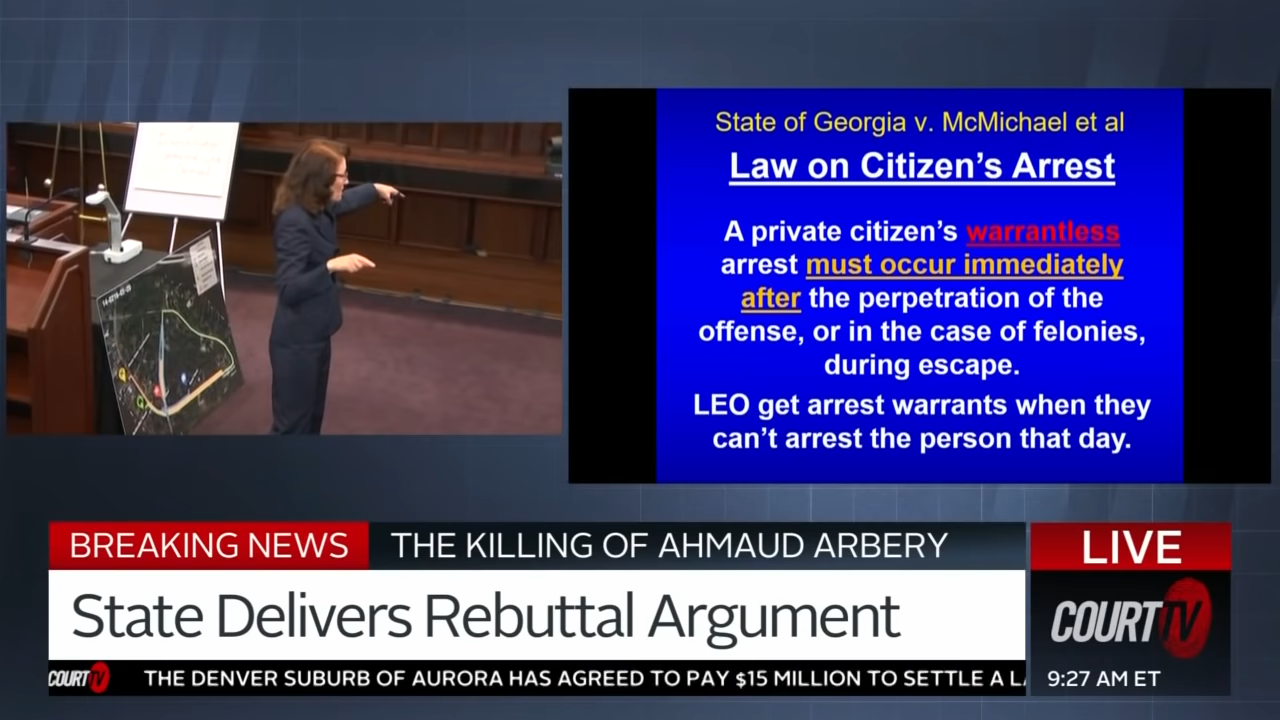 State of Georgia v. McMichael et al
Law on Citizen's Arrest
A private citizen's warrantless
arrest must occur immediately
after the perpetration of the
offense, or in the case of felonies,
during escape.
LEO get arrest warrants when they
can't arrest the person that day.
BREAKING NEWS
THE KILLING OF AHMAUD ARBERY
LIVE
State Delivers Rebuttal Argument
COURT TV
COURT TV
THE DENVER SUBURB OF AURORA HAS AGREED TO PAY $15 MILLION TO SETTLE A
9:27 AM ET